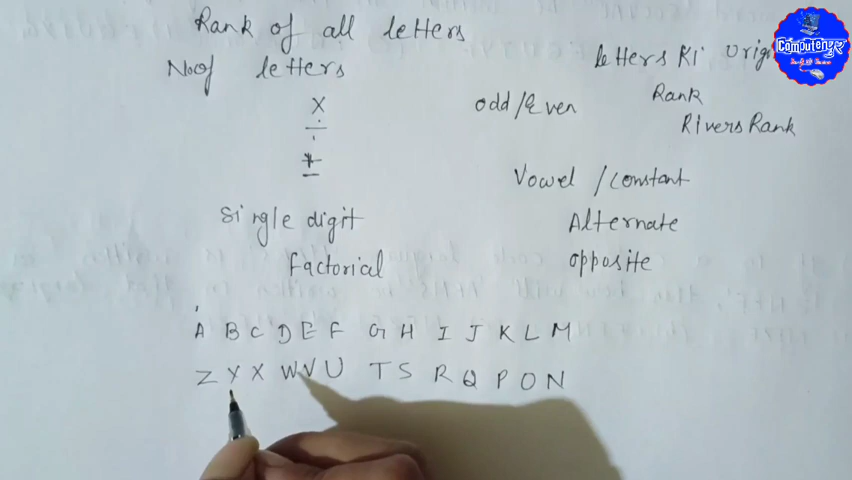 Rank of all letters
No of letters
letters Ki
Odd/Even
Rank
Rivers Rank
×
÷
+
-
Vowel / Constant
Single digit
Alternate
Factorial
opposite
A B C D E F G H I J K L M
Z Y X W V U T S R Q P O N